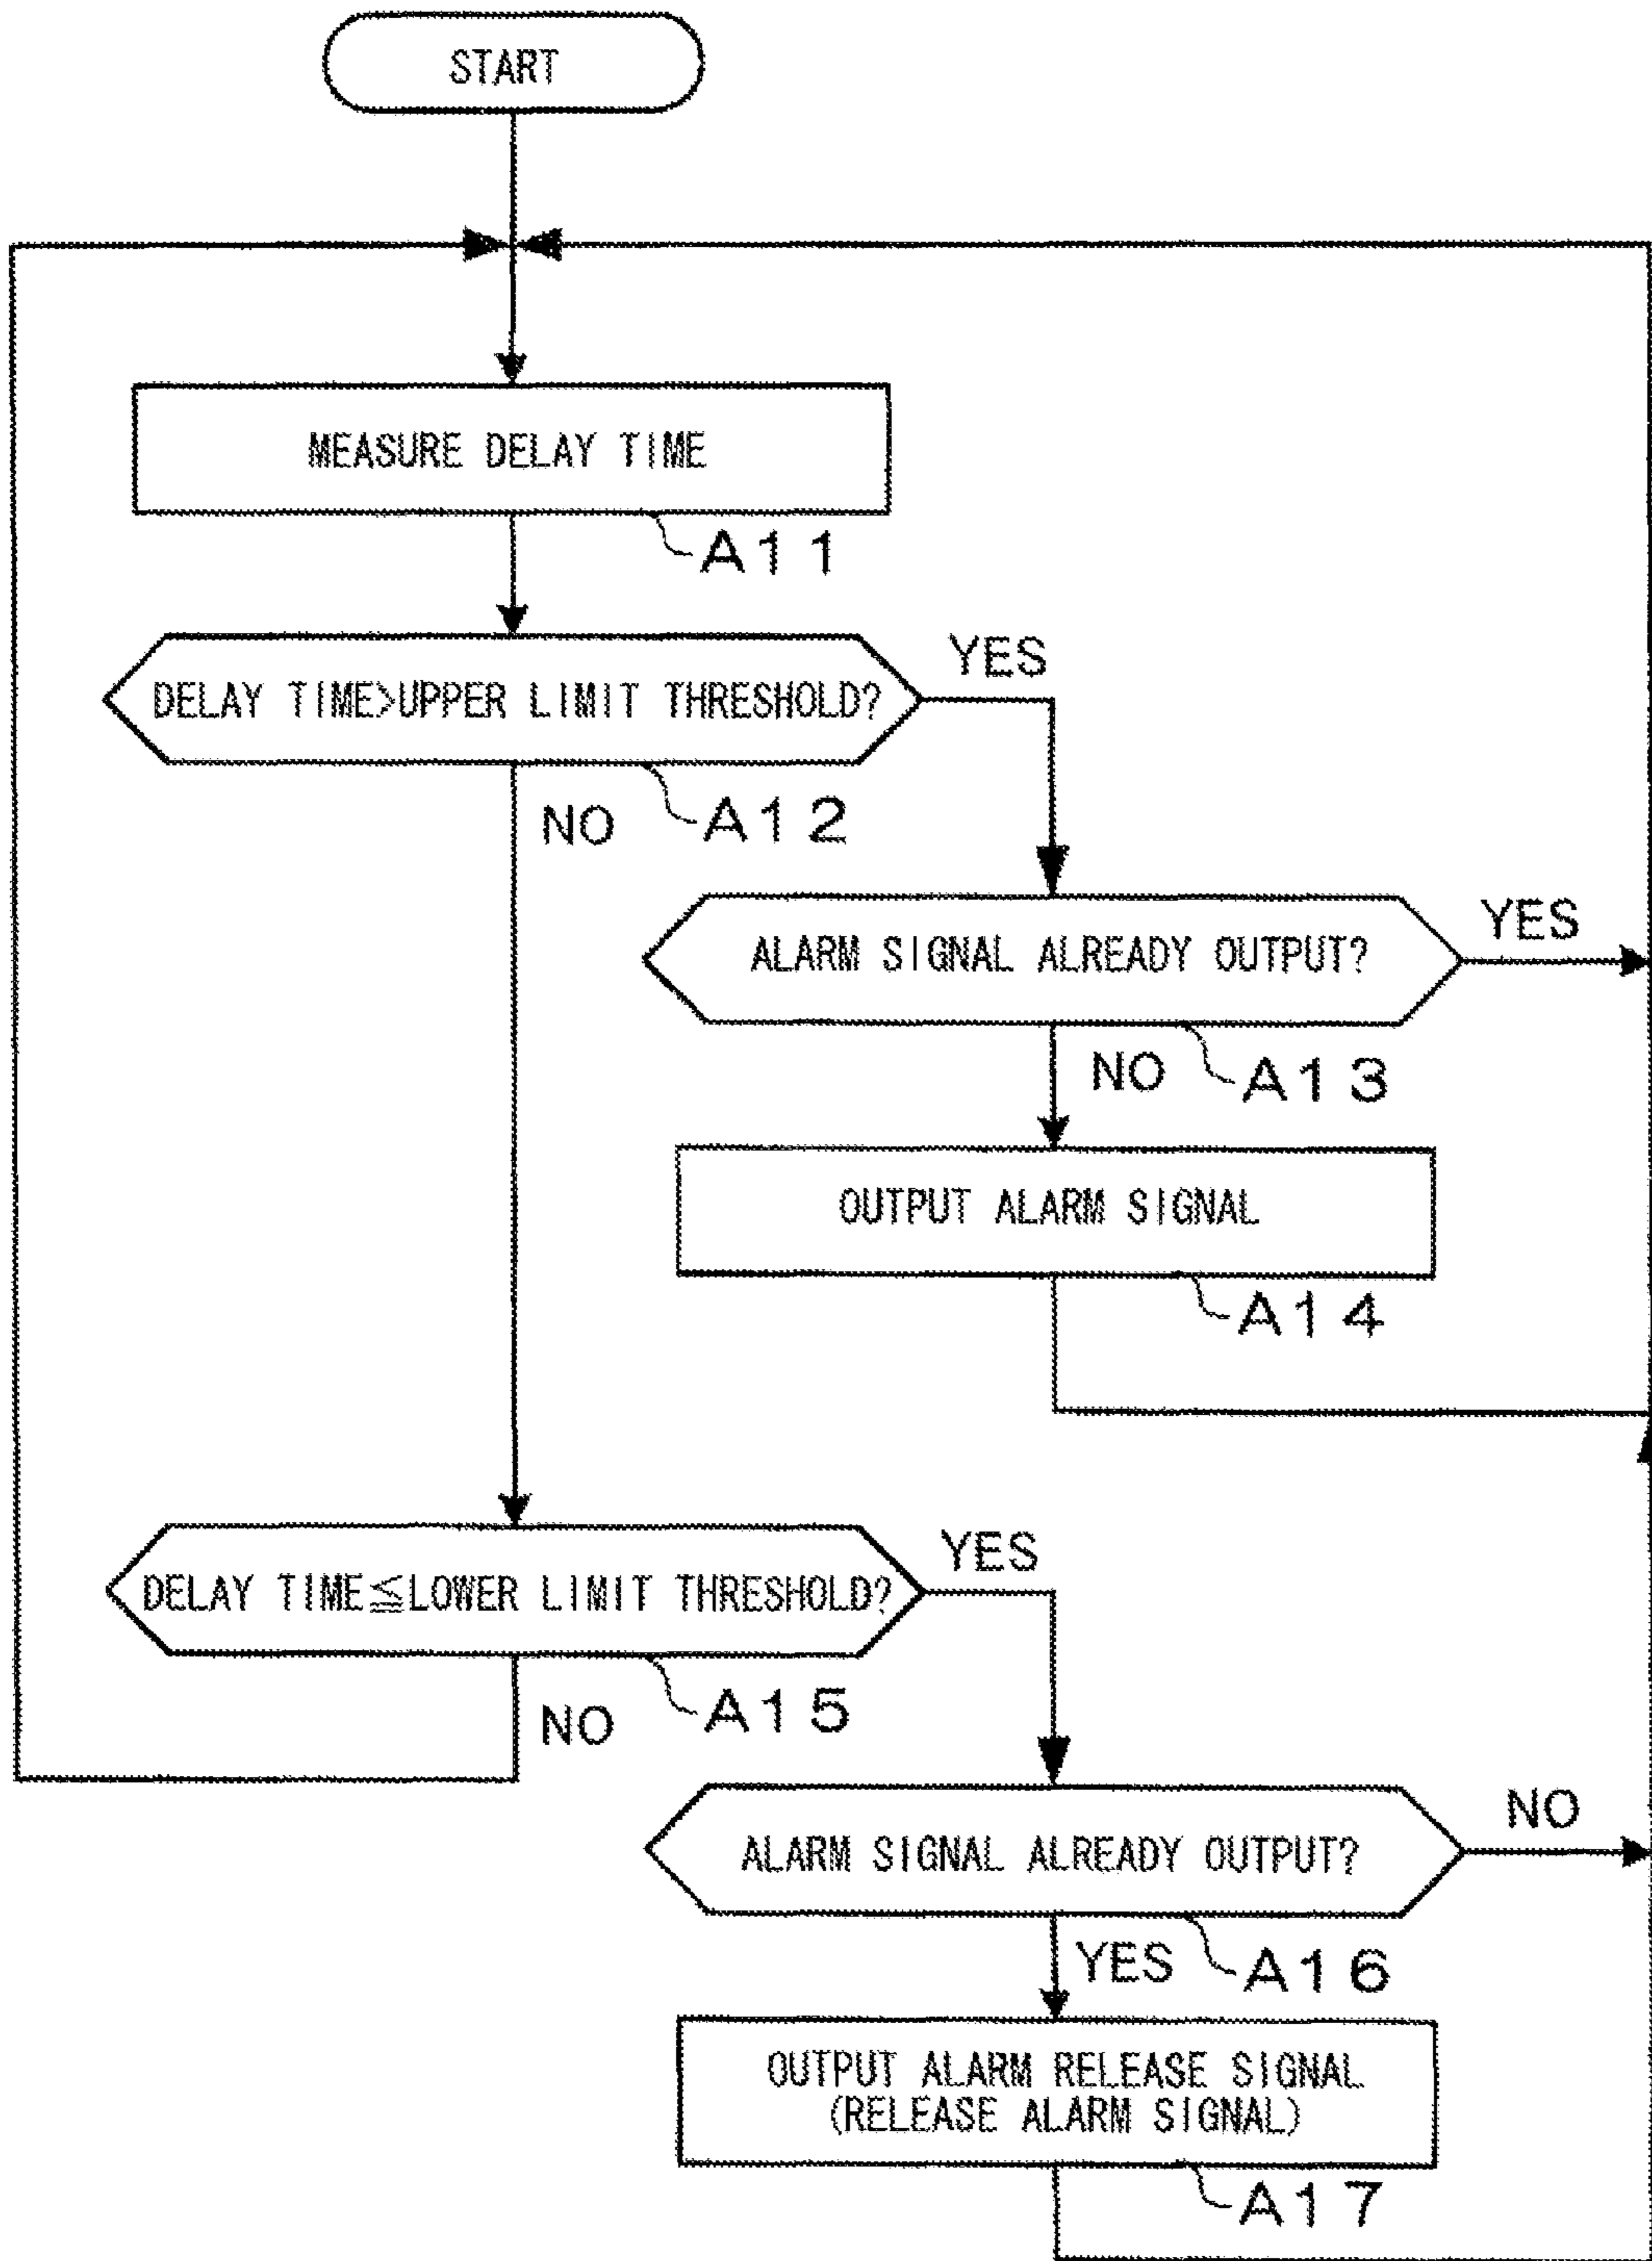 START
MEASURE DELAY TIME
A11
DELAY TIME>UPPER LIMIT THRESHOLD?
YES
NO
A12
ALARM SIGNAL ALREADY OUTPUT?
YES
NO
A13
OUTPUT ALARM SIGNAL
A14
DELAY TIME≦LOWER LIMIT THRESHOLD?
YES
NO
A15
ALARM SIGNAL ALREADY OUTPUT?
NO
YES
A16
OUTPUT ALARM RELEASE SIGNAL
(RELEASE ALARM SIGNAL)
A17